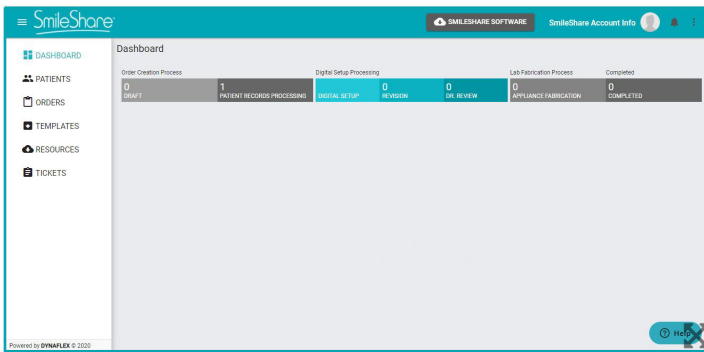 SmileShare
SMILESHARE SOFTWARE
SmileShare Account Info
DASHBOARD
PATIENTS
ORDERS
TEMPLATES
RESOURCES
TICKETS
Powered by DYNAFLEX © 2020
Dashboard
Order Creation Process
Digital Setup Processing
Lab Fabrication Process
Completed
0
DRAFT
1
PATIENT RECORDS PROCESSING
DIGITAL SETUP
0
REVISION
0
DR. REVIEW
0
APPLIANCE FABRICATION
0
COMPLETED
Help